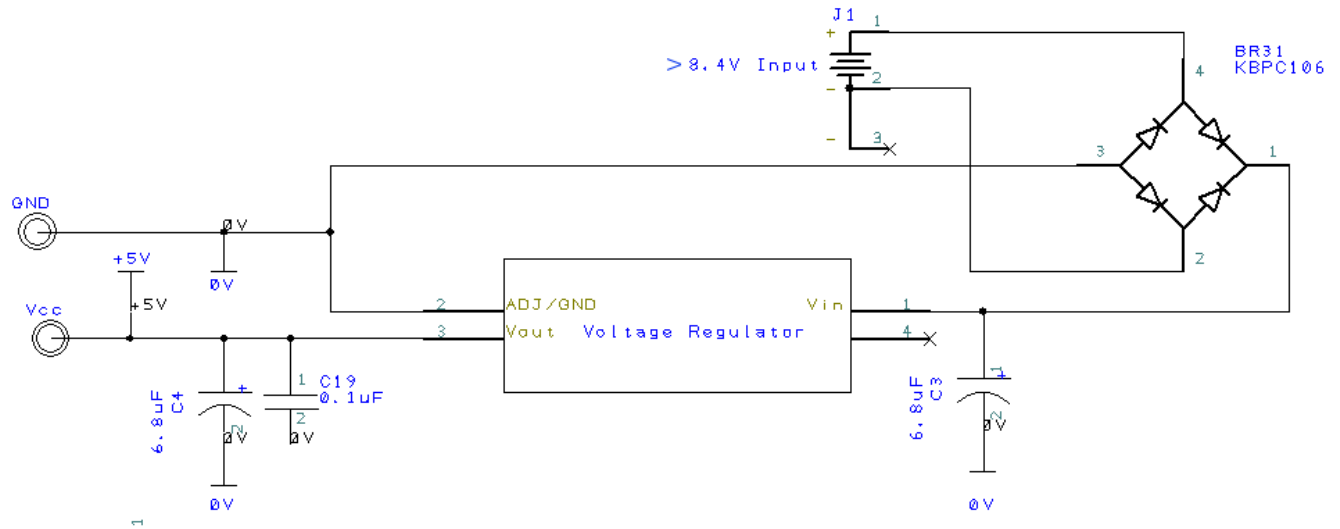 J1
+ 1
BR31
KBPC106
>8.4V Input
4
- 2
- 3
3
1
GND
0V
2
+5V
0V
+5V
Vcc
2 ADJ/GND Vin 1
3 Vout Voltage Regulator 4
1 +
6.8uF
C3
2
0V
0V
+
6.8uF
C4
2
0V
0V
1 C19
0.1uF
2
0V
1